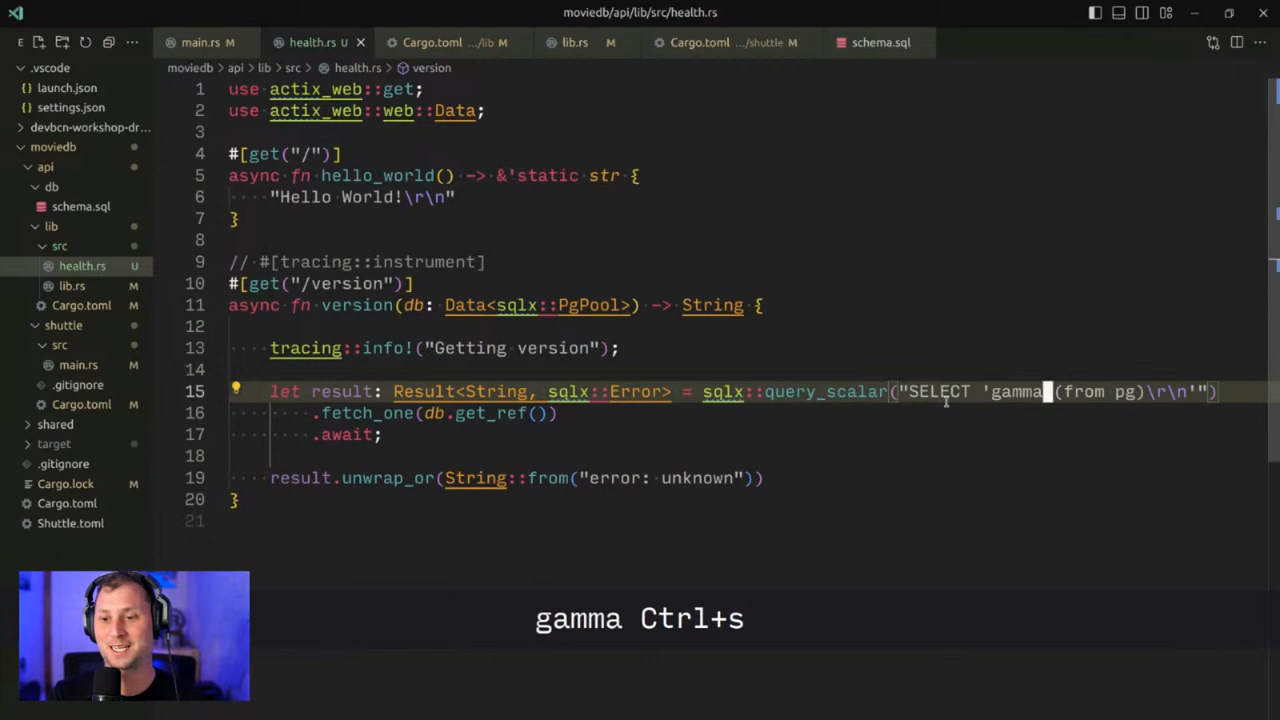 moviedb/api/lib/src/health.rs
E
main.rs M
health.rs U
Cargo.toml .../lib M
lib.rs M
Cargo.toml .../shuttle M
schema.sql
.vscode
moviedb > api > lib > src > health.rs > version
launch.json
settings.json
devbcn-workshop-dr...
moviedb
api
db
schema.sql
lib
src
health.rs U
lib.rs M
Cargo.toml M
shuttle
src
main.rs M
.gitignore
Cargo.toml M
shared
target
.gitignore
Cargo.lock M
Cargo.toml
Shuttle.toml
1 use actix_web::get;
2 use actix_web::web::Data;
3
4 #[get("/")]
5 async fn hello_world() -> &'static str {
6 "Hello World!\r\n"
7 }
8
9 // #[tracing::instrument]
10 #[get("/version")]
11 async fn version(db: Data<sqlx::PgPool>) -> String {
12
13 tracing::info!("Getting version");
14
15 let result: Result<String, sqlx::Error> = sqlx::query_scalar("SELECT 'gamma (from pg)\r\n'")
16 .fetch_one(db.get_ref())
17 .await;
18
19 result.unwrap_or(String::from("error: unknown"))
20 }
21
gamma Ctrl+s